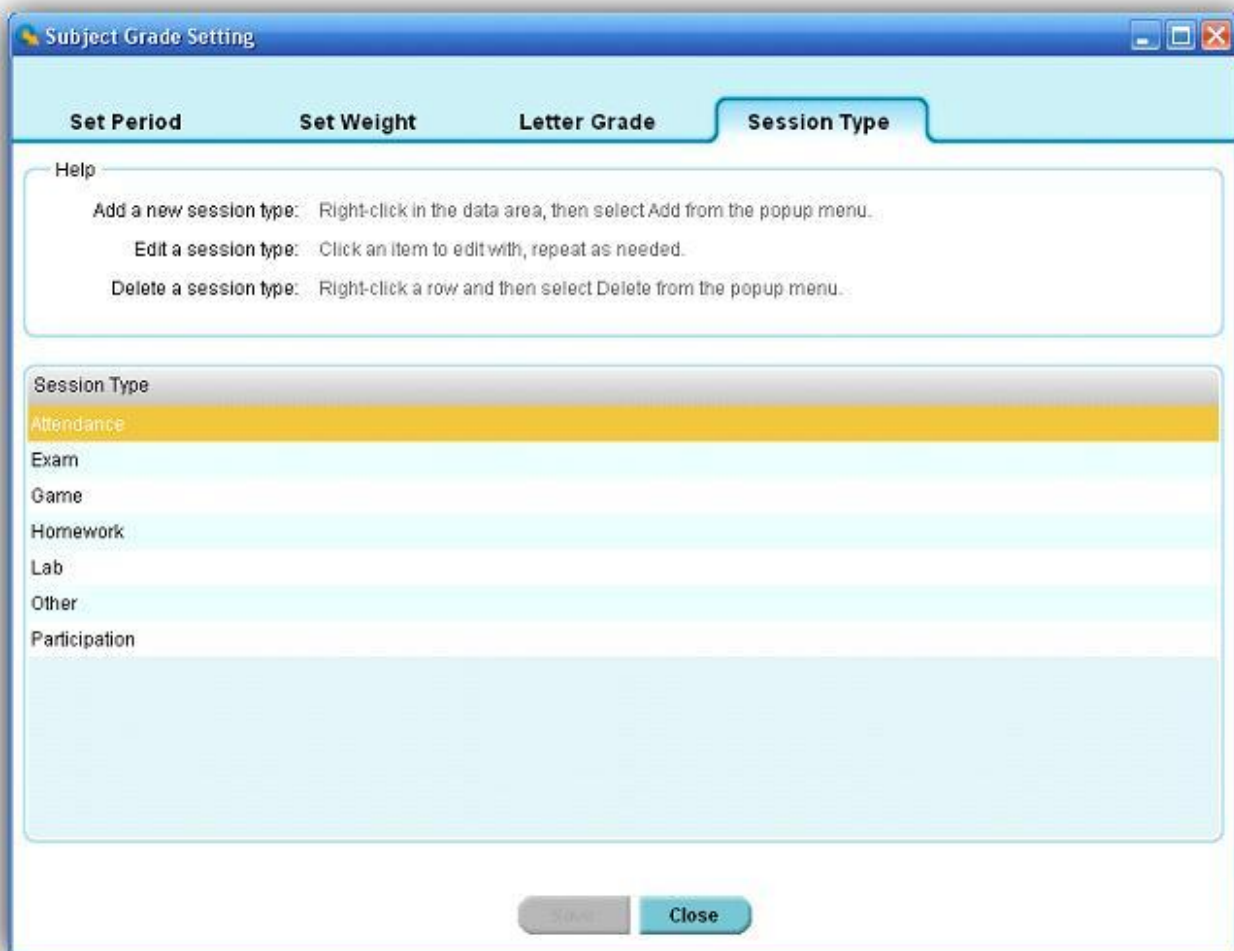 Subject Grade Setting
Set Period Set Weight Letter Grade Session Type
Help
Add a new session type: Right-click in the data area, then select Add from the popup menu.
Edit a session type: Click an item to edit with, repeat as needed.
Delete a session type: Right-click a row and then select Delete from the popup menu.
Session Type
Attendance
Exam
Game
Homework
Lab
Other
Participation
Save Close